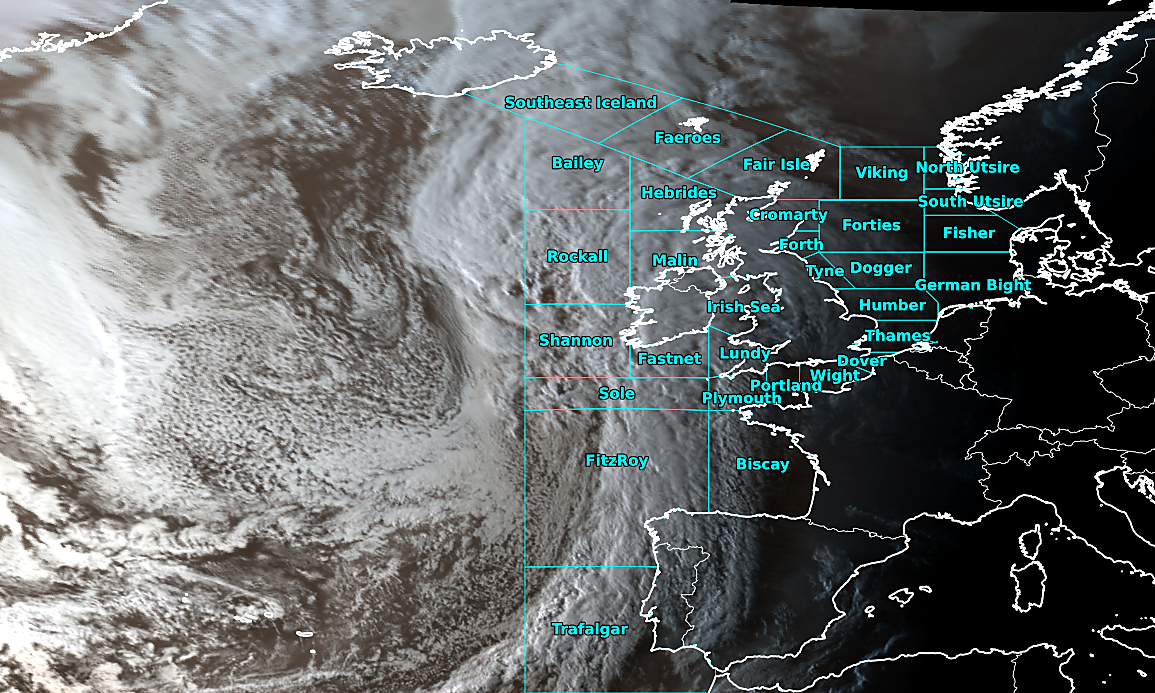 Southeast Iceland
Faeroes
Bailey
Fair Isle
Viking
North Utsire
Hebrides
South Utsire
Cromarty
Forties
Fisher
Forth
Rockall
Malin
Tyne
Dogger
German Bight
Irish Sea
Humber
Shannon
Thames
Fastnet
Lundy
Dover
Wight
Portland
Sole
Plymouth
FitzRoy
Biscay
Trafalgar